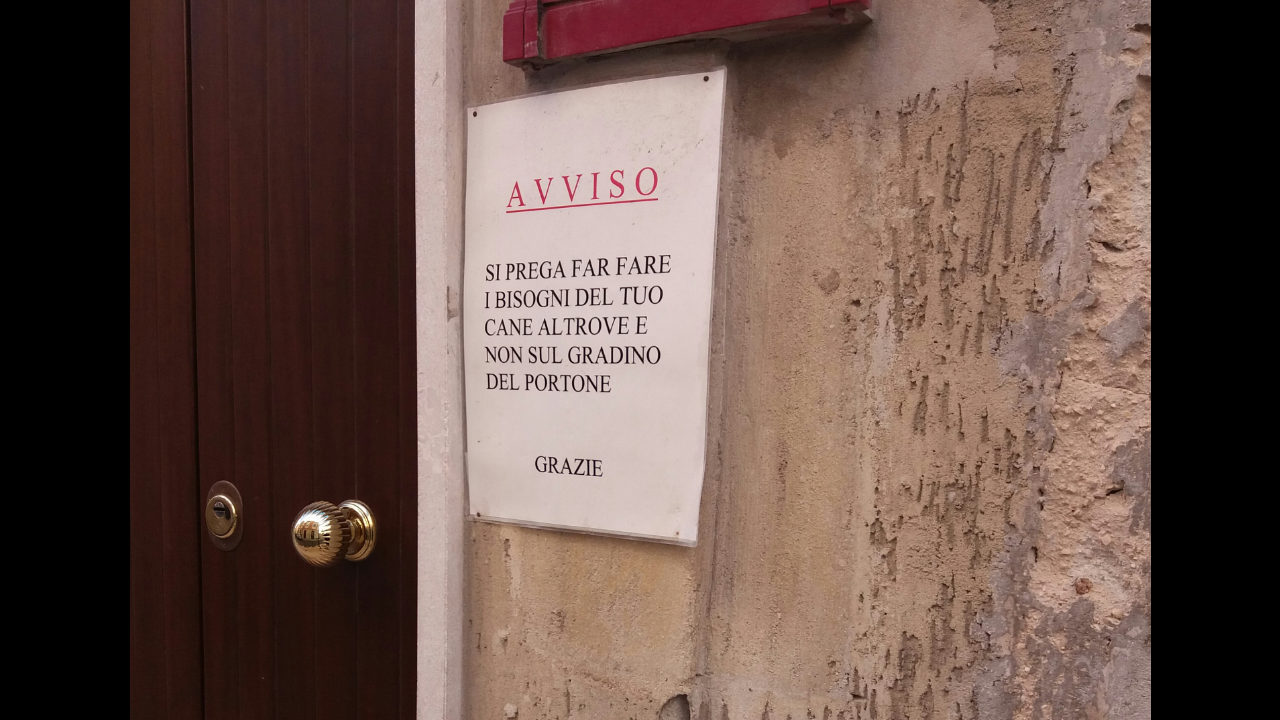 AVVISO
SI PREGA FAR FARE
I BISOGNI DEL TUO
CANE ALTROVE E
NON SUL GRADINO
DEL PORTONE
GRAZIE